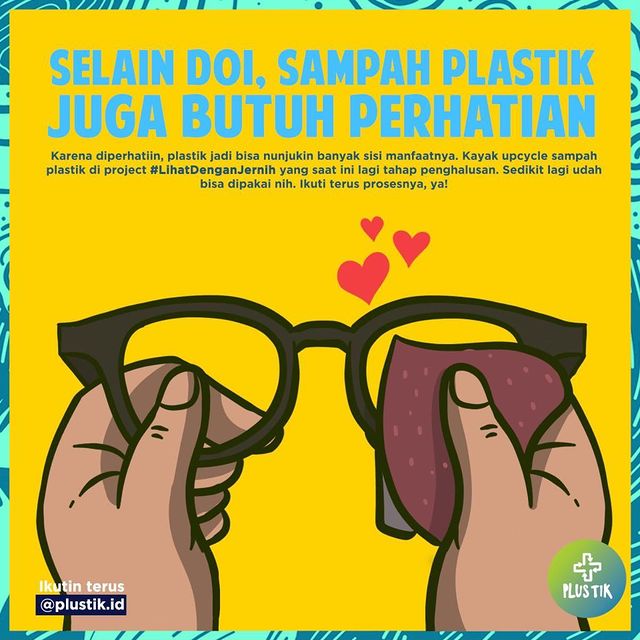 SELAIN DOI, SAMPAH PLASTIK
JUGA BUTUH PERHATIAN
Karena diperhatiin, plastik jadi bisa nunjukin banyak sisi manfaatnya. Kayak upcycle sampah
plastik di project #LihatDenganJernih yang saat ini lagi tahap penghalusan. Sedikit lagi udah
bisa dipakai nih. Ikuti terus prosesnya, ya!
Ikutin terus
@plustik.id
PLUSTIK